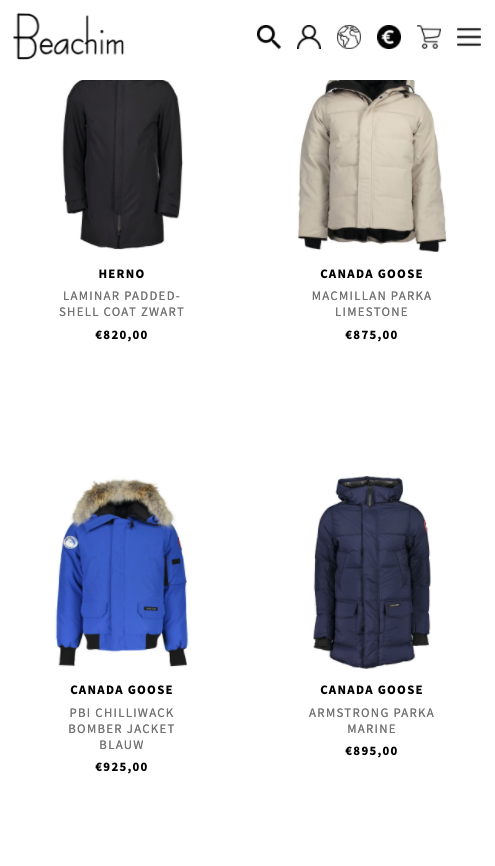 Beachim
€
HERNO
LAMINAR PADDED-
SHELL COAT ZWART
€820,00
CANADA GOOSE
MACMILLAN PARKA
LIMESTONE
€875,00
CANADA GOOSE
PBI CHILLIWACK
BOMBER JACKET
BLAUW
€925,00
CANADA GOOSE
ARMSTRONG PARKA
MARINE
€895,00